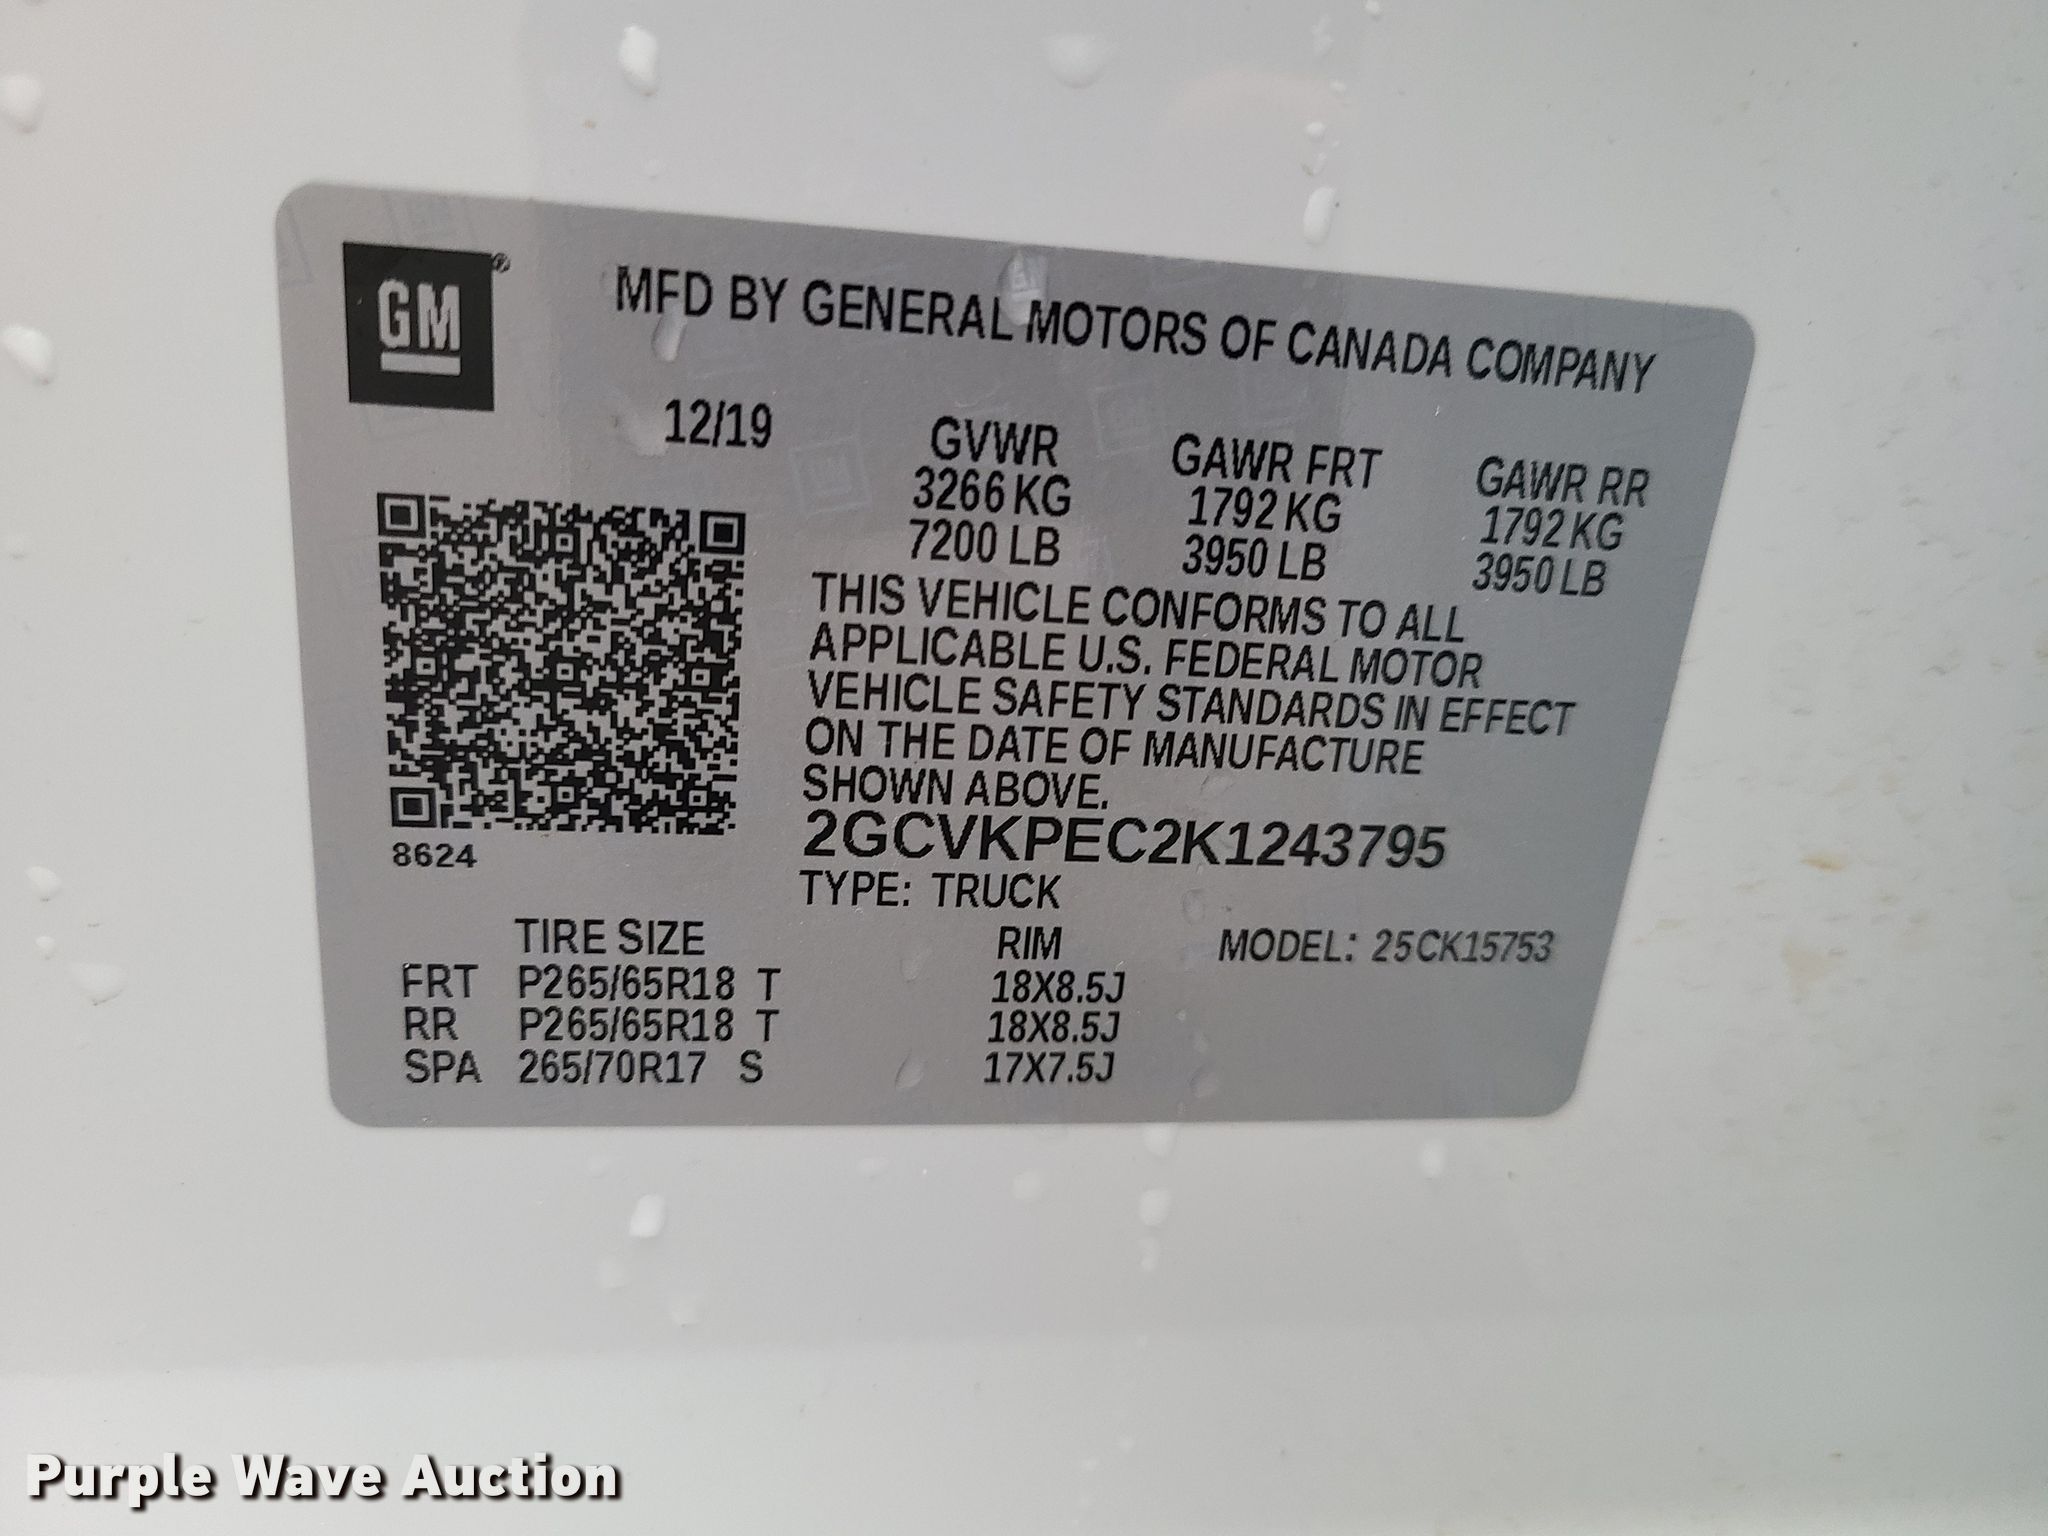 GM®
MFD BY GENERAL MOTORS OF CANADA COMPANY
12/19
GVWR
3266 KG
7200 LB
GAWR FRT
1792 KG
3950 LB
GAWR RR
1792 KG
3950 LB
THIS VEHICLE CONFORMS TO ALL
APPLICABLE U.S. FEDERAL MOTOR
VEHICLE SAFETY STANDARDS IN EFFECT
ON THE DATE OF MANUFACTURE
SHOWN ABOVE.
2GCVKPEC2K1243795
TYPE: TRUCK
8624
TIRE SIZE RIM MODEL: 25CK15753
FRT P265/65R18 T 18X8.5J
RR P265/65R18 T 18X8.5J
SPA 265/70R17 S 17X7.5J
Purple Wave Auction